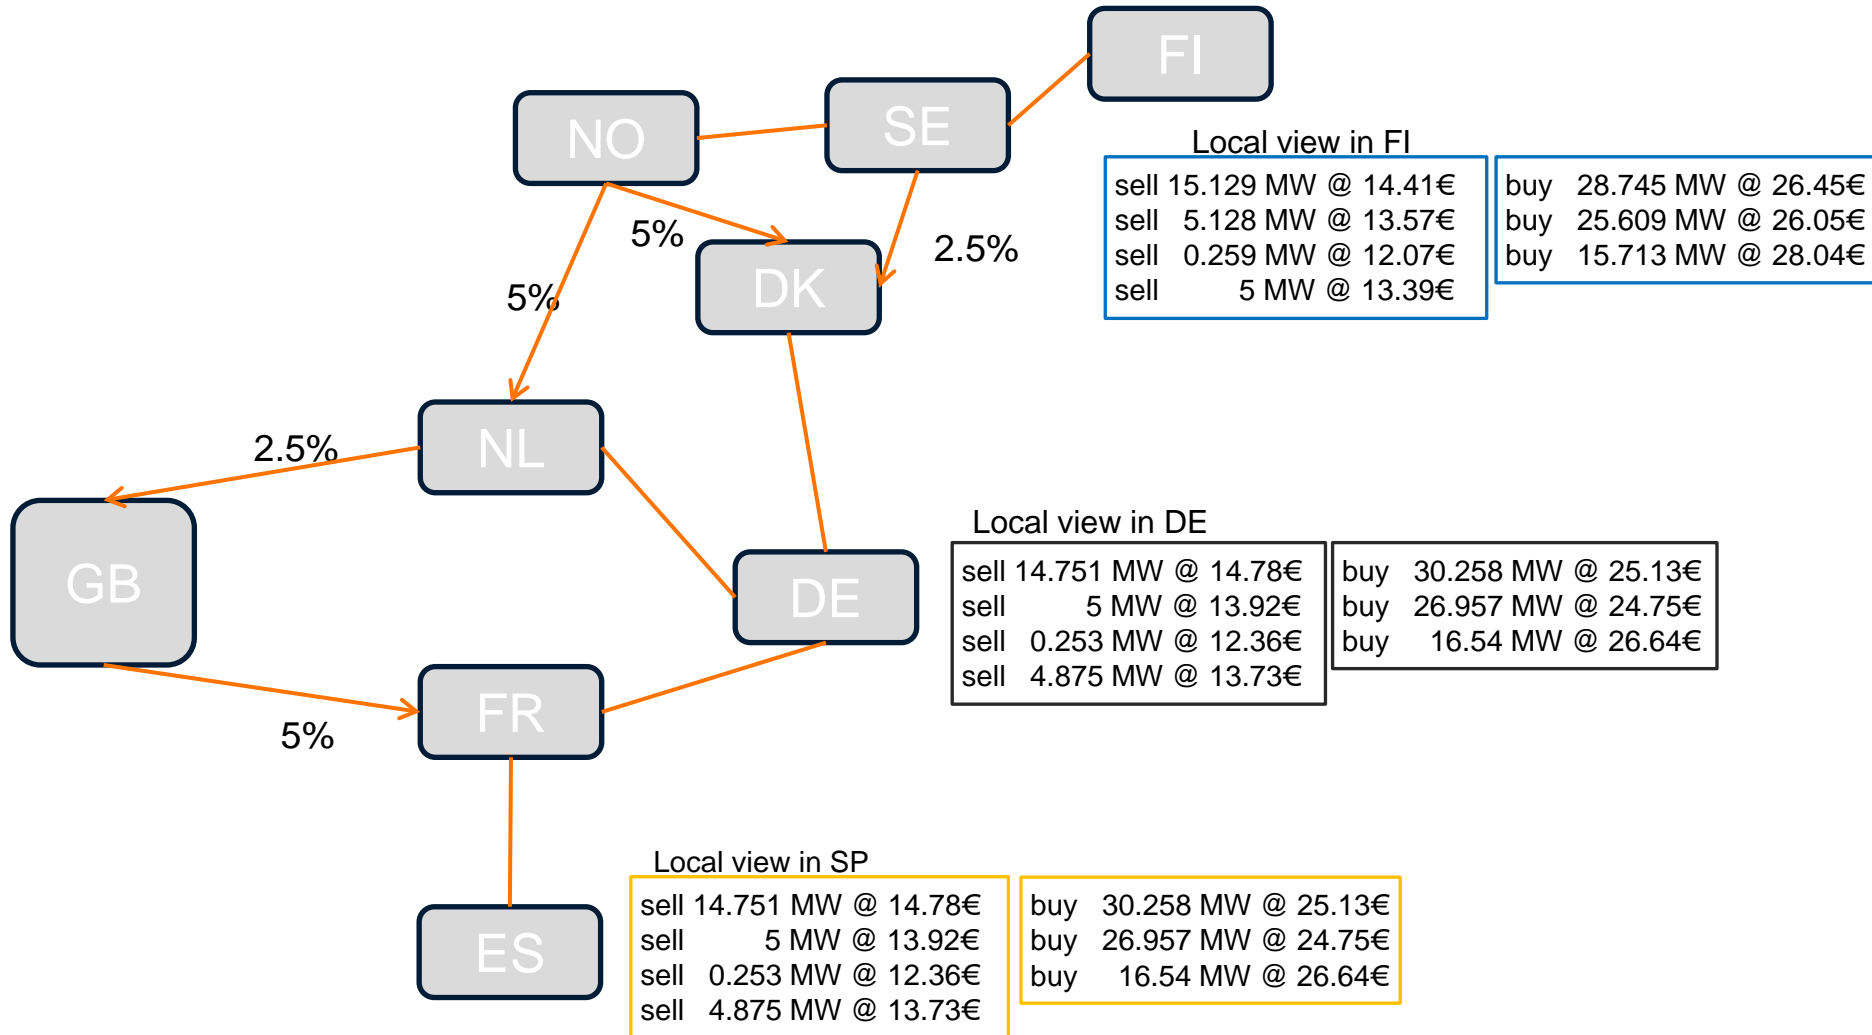 FI
SE
NO
Local view in FI
sell 15.129 MW @ 14.41€
sell 5.128 MW @ 13.57€
sell 0.259 MW @ 12.07€
sell 5 MW @ 13.39€
buy 28.745 MW @ 26.45€
buy 25.609 MW @ 26.05€
buy 15.713 MW @ 28.04€
5%
2.5%
DK
5%
NL
2.5%
Local view in DE
GB
DE
sell 14.751 MW @ 14.78€
sell 5 MW @ 13.92€
sell 0.253 MW @ 12.36€
sell 4.875 MW @ 13.73€
buy 30.258 MW @ 25.13€
buy 26.957 MW @ 24.75€
buy 16.54 MW @ 26.64€
FR
5%
Local view in SP
ES
sell 14.751 MW @ 14.78€
sell 5 MW @ 13.92€
sell 0.253 MW @ 12.36€
sell 4.875 MW @ 13.73€
buy 30.258 MW @ 25.13€
buy 26.957 MW @ 24.75€
buy 16.54 MW @ 26.64€